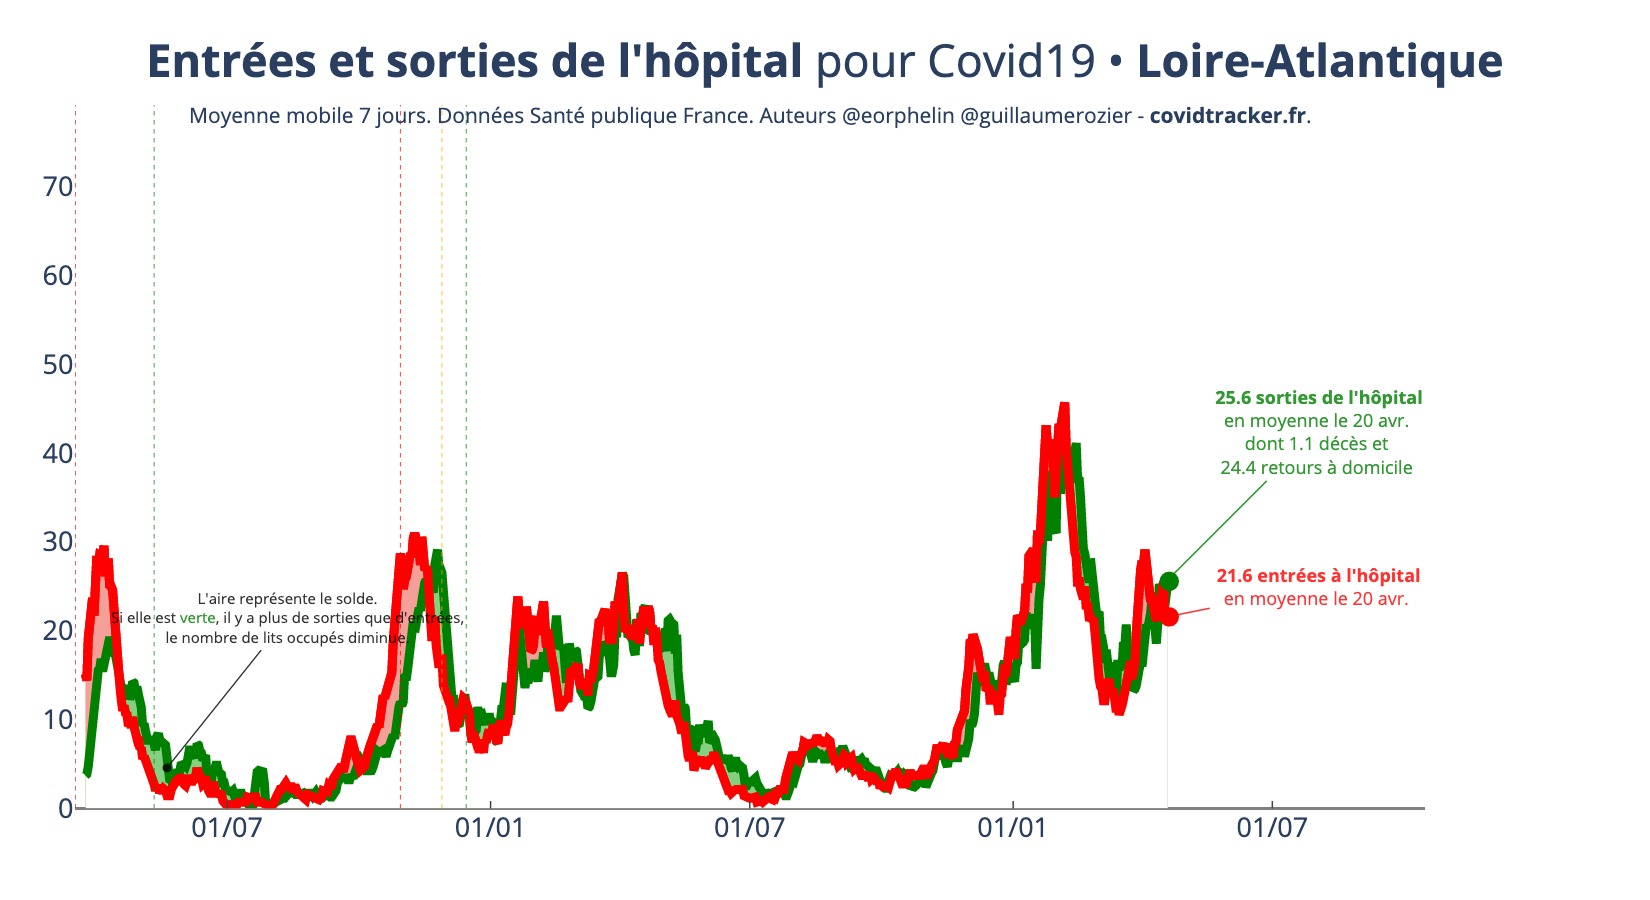 Entrées et sorties de l'hôpital pour Covid19 • Loire-Atlantique
Moyenne mobile 7 jours. Données Santé publique France. Auteurs @eorphelin @guillaumerozier - covidtracker.fr.
70
60
50
40
30
20
10
0
L'aire représente le solde.
Si elle est verte, il y a plus de sorties que d'entrées,
le nombre de lits occupés diminue.
25.6 sorties de l'hôpital
en moyenne le 20 avr.
dont 1.1 décès et
24.4 retours à domicile
21.6 entrées à l'hôpital
en moyenne le 20 avr.
01/07
01/01
01/07
01/01
01/07